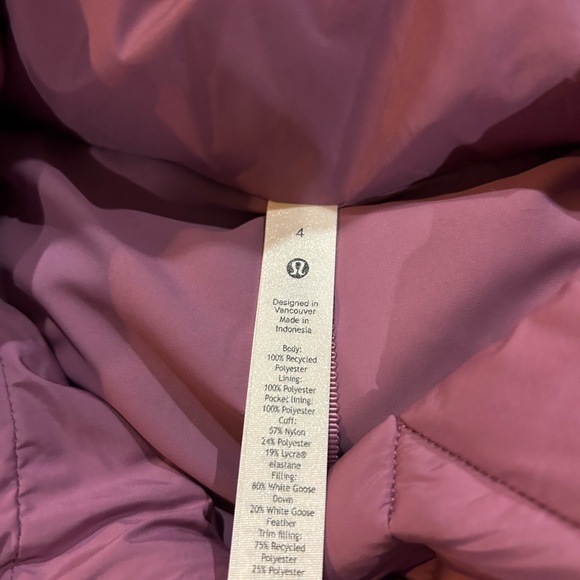 4
Designed in
Vancouver
Made in
Indonesia
Body:
100% Recycled
Polyester
Lining:
100% Polyester
Pocket lining:
100% Polyester
Cuff:
57% Nylon
24% Polyester
19% Lycra®
elastane
Filling:
80% White Goose
Down
20% White Goose
Feather
Trim filling:
75% Recycled
Polyester
25% Polyester